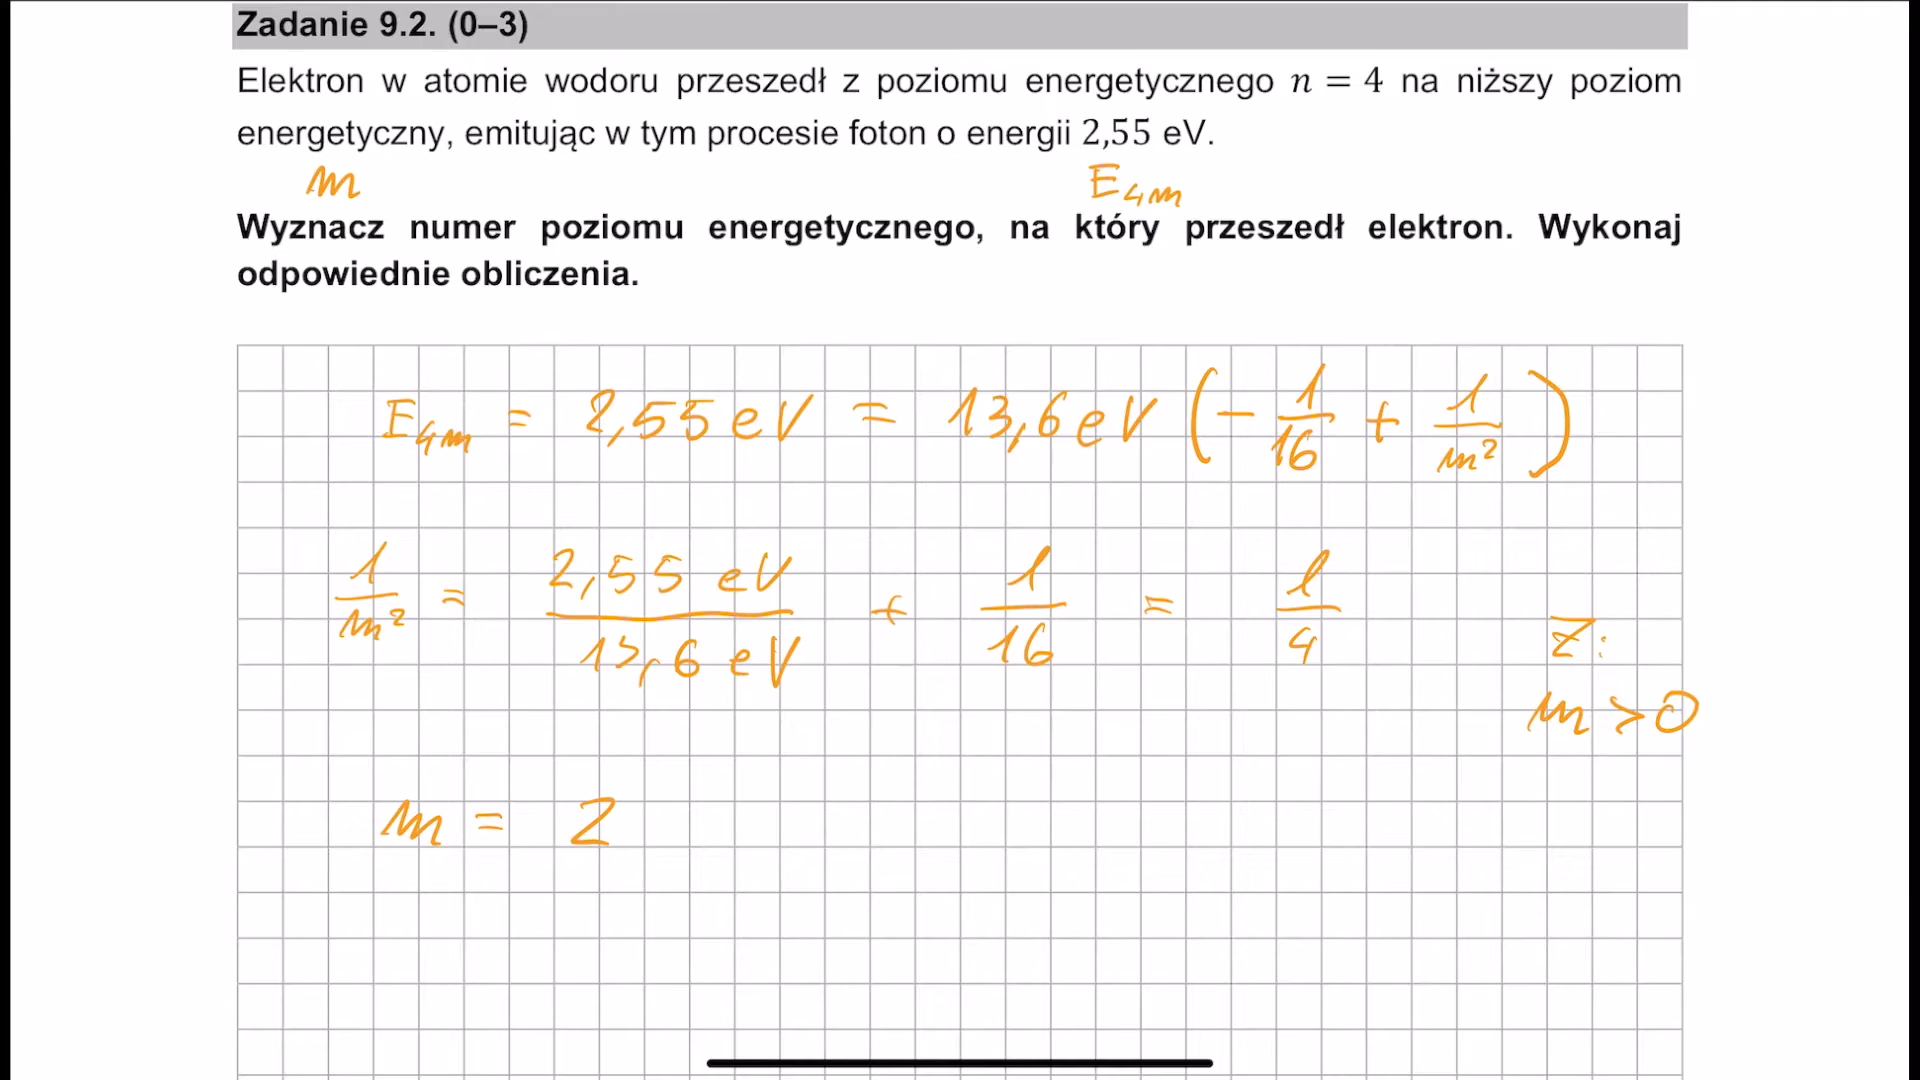 Zadanie 9.2. (0–3)
Elektron w atomie wodoru przeszedł z poziomu energetycznego n = 4 na niższy poziom
energetyczny, emitując w tym procesie foton o energii 2,55 eV.
m E₄ₘ
Wyznacz numer poziomu energetycznego, na który przeszedł elektron. Wykonaj
odpowiednie obliczenia.
E₄ₘ = 2,55 eV = 13,6 eV (− 1/16 + 1/m²)
1/m² = 2,55 eV / 13,6 eV + 1/16 = 1/4
Z:
m > 0
m = 2